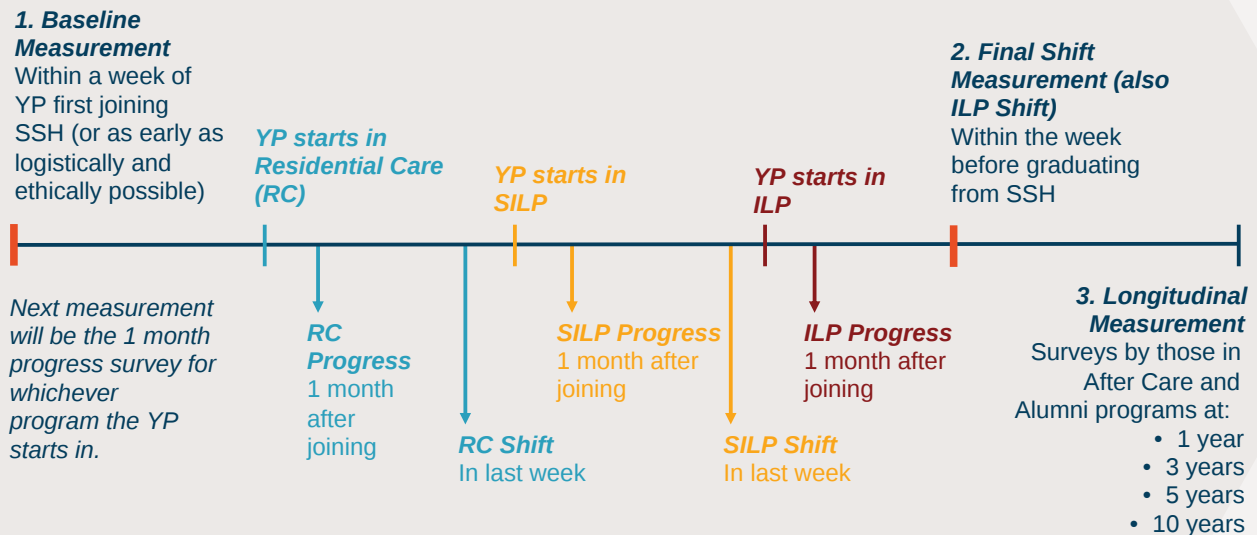 1. Baseline
Measurement
Within a week of
YP first joining
SSH (or as early as
logistically and
ethically possible)
YP starts in
Residential Care
(RC)
YP starts in
SILP
YP starts in
ILP
2. Final Shift
Measurement (also
ILP Shift)
Within the week
before graduating
from SSH
Next measurement
will be the 1 month
progress survey for
whichever
program the YP
starts in.
RC
Progress
1 month
after
joining
RC Shift
In last week
SILP Progress
1 month after
joining
SILP Shift
In last week
ILP Progress
1 month after
joining
3. Longitudinal
Measurement
Surveys by those in
After Care and
Alumni programs at:
• 1 year
• 3 years
• 5 years
• 10 years